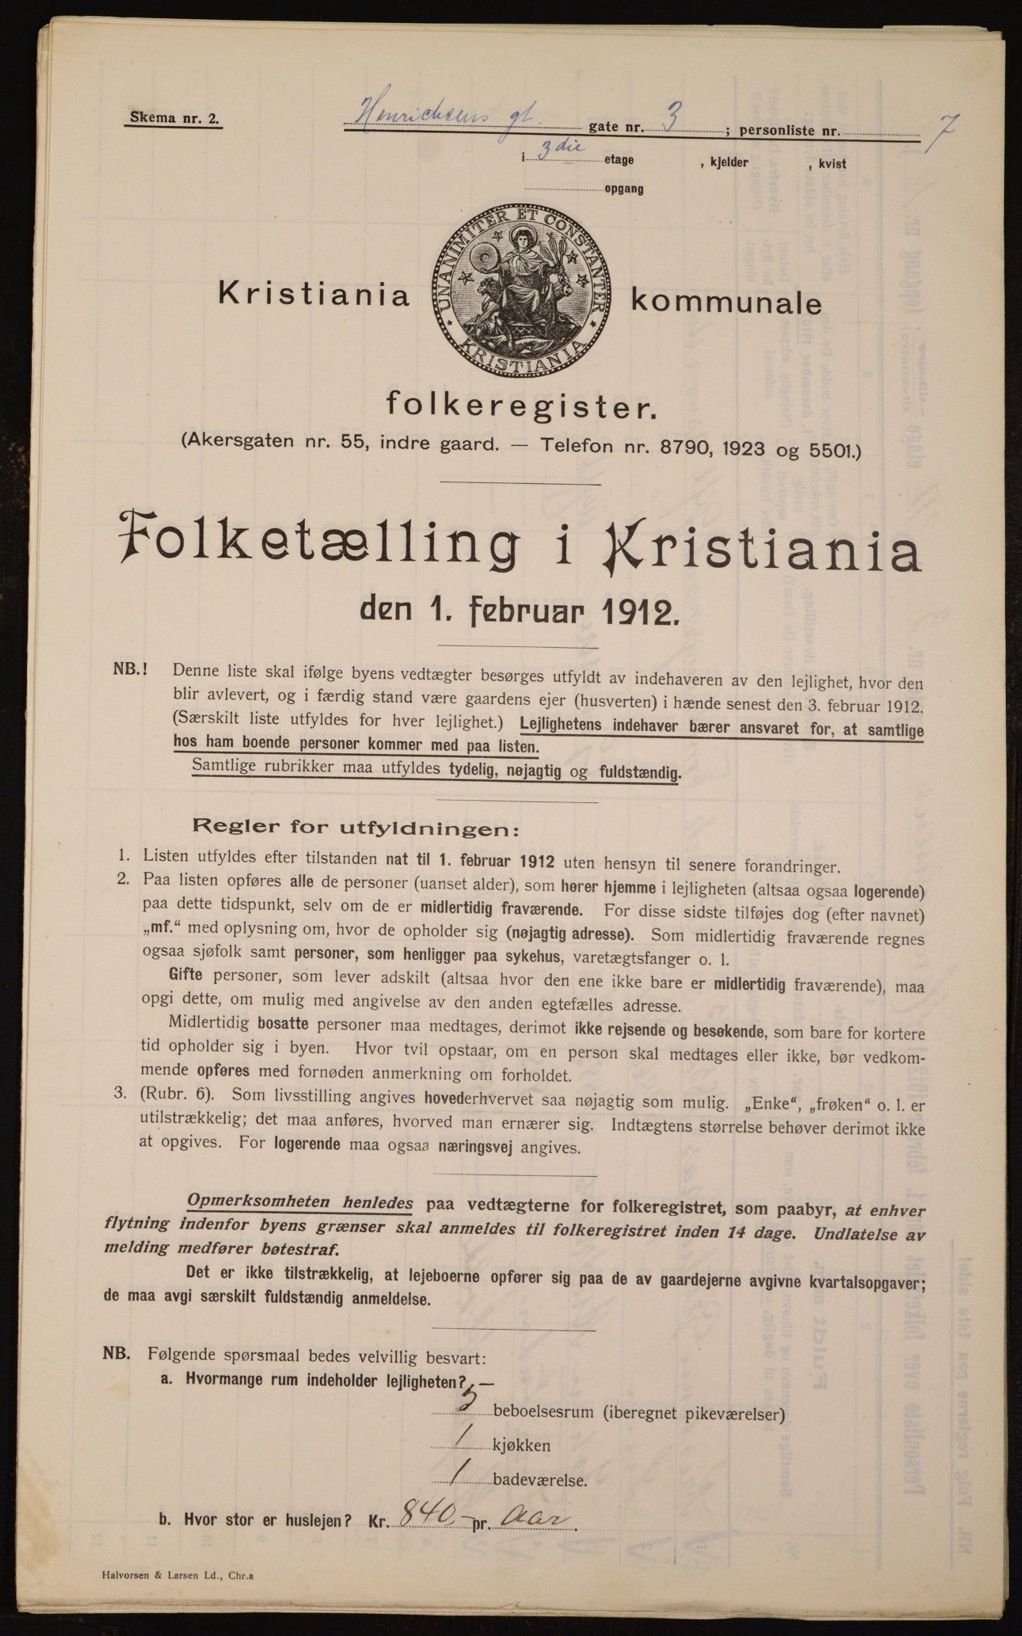 Skema nr. 2.
Henrichsens gt. gate nr. 3 ; personliste nr. 7
i 3die etage , kjelder , kvist
opgang
UNANIMITER ET CONSTANTER
KRISTIANIA
Kristiania kommunale
folkeregister.
(Akersgaten nr. 55, indre gaard. — Telefon nr. 8790, 1923 og 5501.)
Folketælling i Kristiania
den 1. februar 1912.
NB.! Denne liste skal ifølge byens vedtægter besørges utfyldt av indehaveren av den lejlighet, hvor den
blir avlevert, og i færdig stand være gaardens ejer (husverten) i hænde senest den 3. februar 1912.
(Særskilt liste utfyldes for hver lejlighet.) Lejlighetens indehaver bærer ansvaret for, at samtlige
hos ham boende personer kommer med paa listen.
Samtlige rubrikker maa utfyldes tydelig, nøjagtig og fuldstændig.
Regler for utfyldningen:
1. Listen utfyldes efter tilstanden nat til 1. februar 1912 uten hensyn til senere forandringer.
2. Paa listen opføres alle de personer (uanset alder), som hører hjemme i lejligheten (altsaa ogsaa logerende)
paa dette tidspunkt, selv om de er midlertidig fraværende. For disse sidste tilføjes dog (efter navnet)
„mf.“ med oplysning om, hvor de opholder sig (nøjagtig adresse). Som midlertidig fraværende regnes
ogsaa sjøfolk samt personer, som henligger paa sykehus, varetægtsfanger o. l.
Gifte personer, som lever adskilt (altsaa hvor den ene ikke bare er midlertidig fraværende), maa
opgi dette, om mulig med angivelse av den anden egtefælles adresse.
Midlertidig bosatte personer maa medtages, derimot ikke rejsende og besøkende, som bare for kortere
tid opholder sig i byen. Hvor tvil opstaar, om en person skal medtages eller ikke, bør vedkom-
mende opføres med fornøden anmerkning om forholdet.
3. (Rubr. 6). Som livsstilling angives hovederhvervet saa nøjagtig som mulig. „Enke“, „frøken“ o. l. er
utilstrækkelig; det maa anføres, hvorved man ernærer sig. Indtægtens størrelse behøver derimot ikke
at opgives. For logerende maa ogsaa næringsvej angives.
Opmerksomheten henledes paa vedtægterne for folkeregistret, som paabyr, at enhver
flytning indenfor byens grænser skal anmeldes til folkeregistret inden 14 dage. Undlatelse av
melding medfører bøtestraf.
Det er ikke tilstrækkelig, at lejeboerne opfører sig paa de av gaardejerne avgivne kvartalsopgaver;
de maa avgi særskilt fuldstændig anmeldelse.
NB. Følgende spørsmaal bedes velvillig besvart:
a. Hvormange rum indeholder lejligheten? —
beboelsesrum (iberegnet pikeværelser)
1 kjøkken
1 badeværelse.
b. Hvor stor er huslejen? Kr. 840.— pr. Aar.
Halvorsen & Larsen Ld., Chr.a